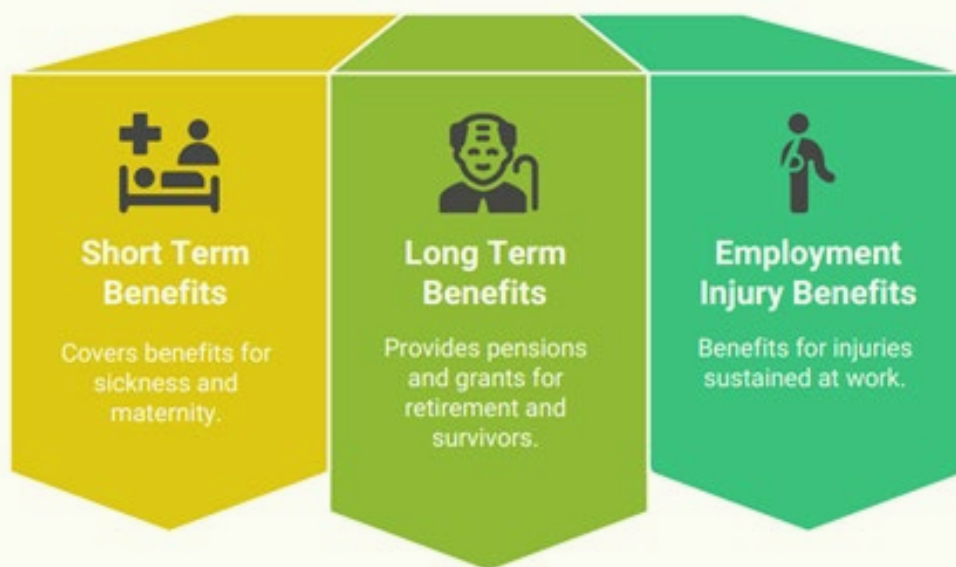 Short Term
Benefits
Covers benefits for
sickness and
maternity.
Long Term
Benefits
Provides pensions
and grants for
retirement and
survivors.
Employment
Injury Benefits
Benefits for injuries
sustained at work.